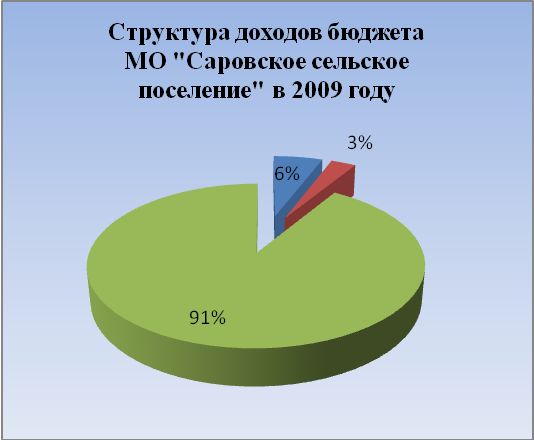 Структура доходов бюджета
МО "Саровское сельское
поселение" в 2009 году
6%
3%
91%